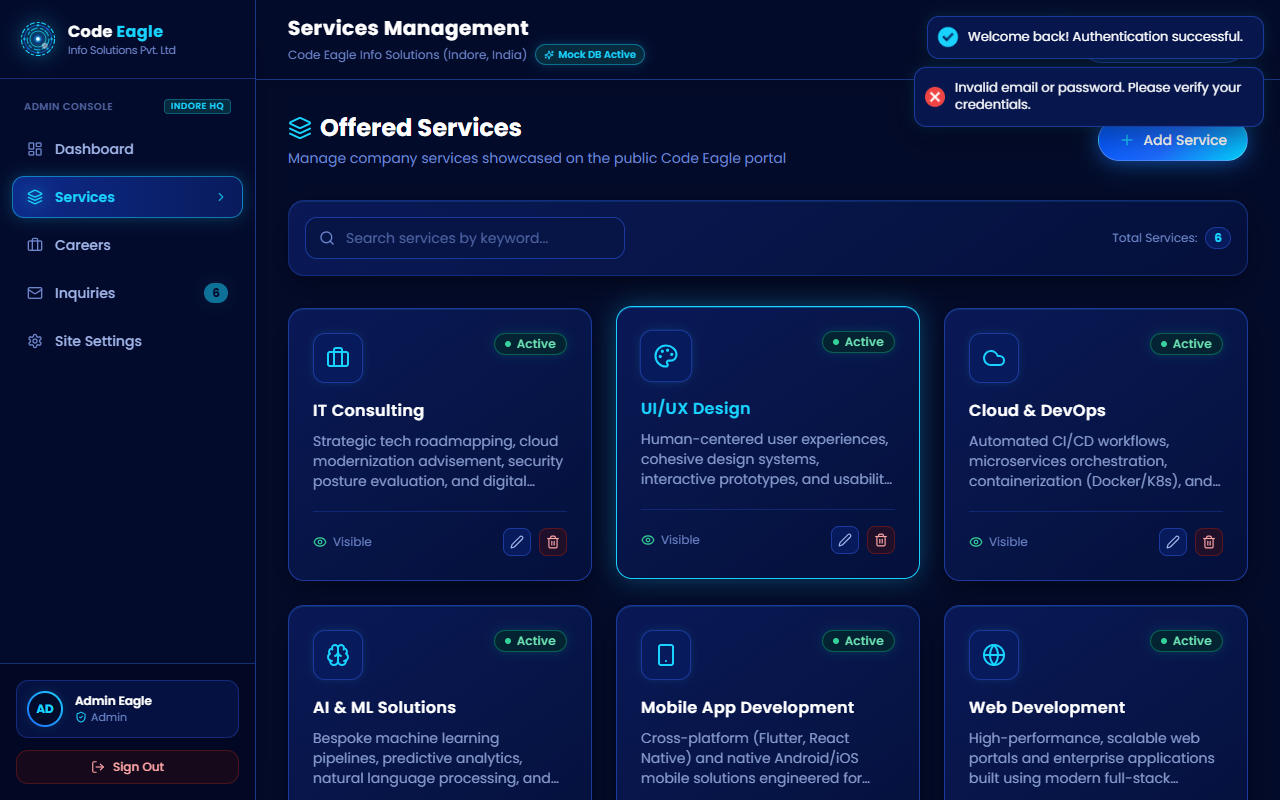 Code Eagle
Info Solutions Pvt. Ltd
ADMIN CONSOLE
INDORE HQ
Dashboard
Services
Careers
Inquiries
6
Site Settings
AD
Admin Eagle
Admin
Sign Out
Services Management
Code Eagle Info Solutions (Indore, India)
Mock DB Active
Welcome back! Authentication successful.
Invalid email or password. Please verify your
credentials.
Offered Services
Manage company services showcased on the public Code Eagle portal
+ Add Service
Search services by keyword...
Total Services:
6
Active
IT Consulting
Strategic tech roadmapping, cloud
modernization advisement, security
posture evaluation, and digital...
Visible
Active
UI/UX Design
Human-centered user experiences,
cohesive design systems,
interactive prototypes, and usabilit...
Visible
Active
Cloud & DevOps
Automated CI/CD workflows,
microservices orchestration,
containerization (Docker/K8s), and...
Visible
Active
AI & ML Solutions
Bespoke machine learning
pipelines, predictive analytics,
natural language processing, and...
Active
Mobile App Development
Cross-platform (Flutter, React
Native) and native Android/iOS
mobile solutions engineered for...
Active
Web Development
High-performance, scalable web
portals and enterprise applications
built using modern full-stack...